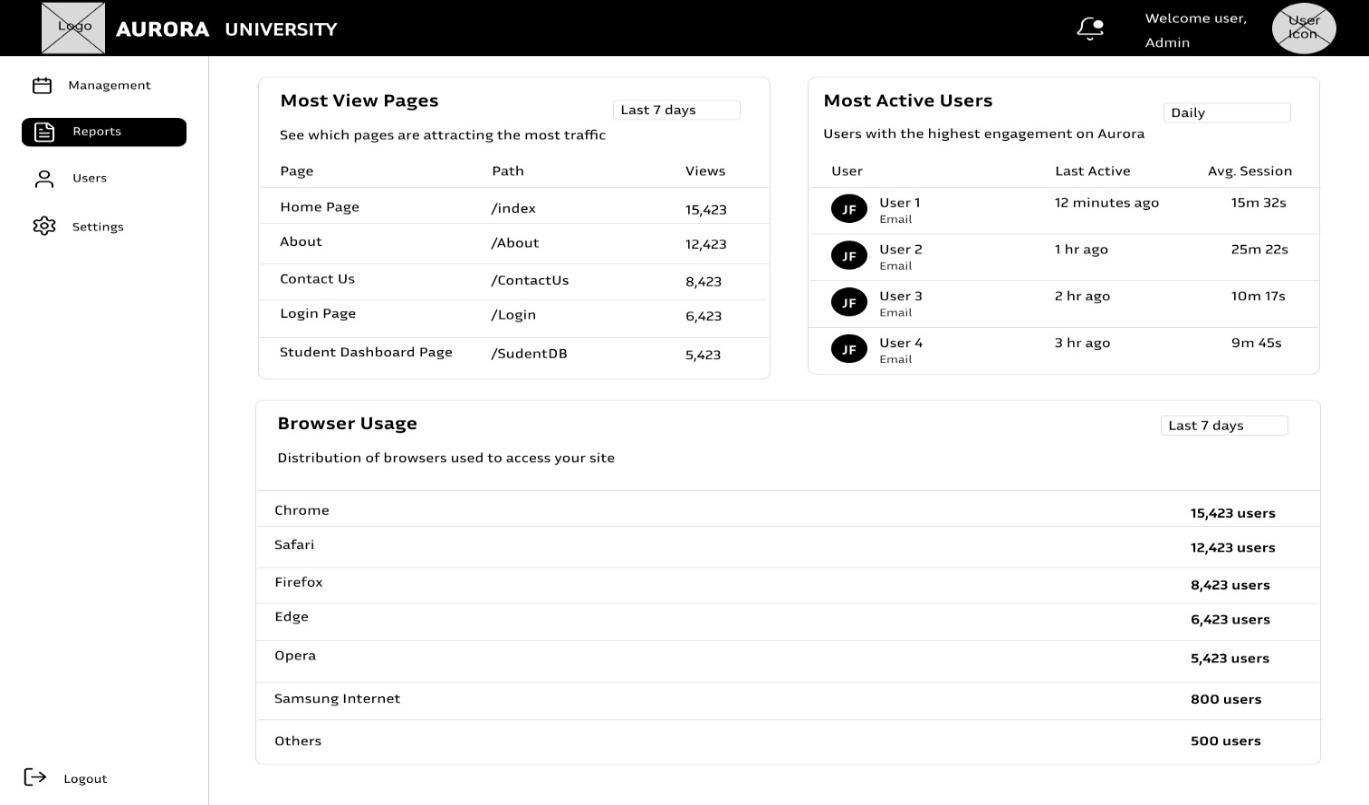 Logo AURORA UNIVERSITY
Welcome user,
Admin
User
Icon
Management
Reports
Users
Settings
Logout
Most View Pages
Last 7 days
See which pages are attracting the most traffic
Page Path Views
Home Page /index 15,423
About /About 12,423
Contact Us /ContactUs 8,423
Login Page /Login 6,423
Student Dashboard Page /SudentDB 5,423
Most Active Users
Daily
Users with the highest engagement on Aurora
User Last Active Avg. Session
JF User 1 12 minutes ago 15m 32s
Email
JF User 2 1 hr ago 25m 22s
Email
JF User 3 2 hr ago 10m 17s
Email
JF User 4 3 hr ago 9m 45s
Email
Browser Usage
Last 7 days
Distribution of browsers used to access your site
Chrome 15,423 users
Safari 12,423 users
Firefox 8,423 users
Edge 6,423 users
Opera 5,423 users
Samsung Internet 800 users
Others 500 users